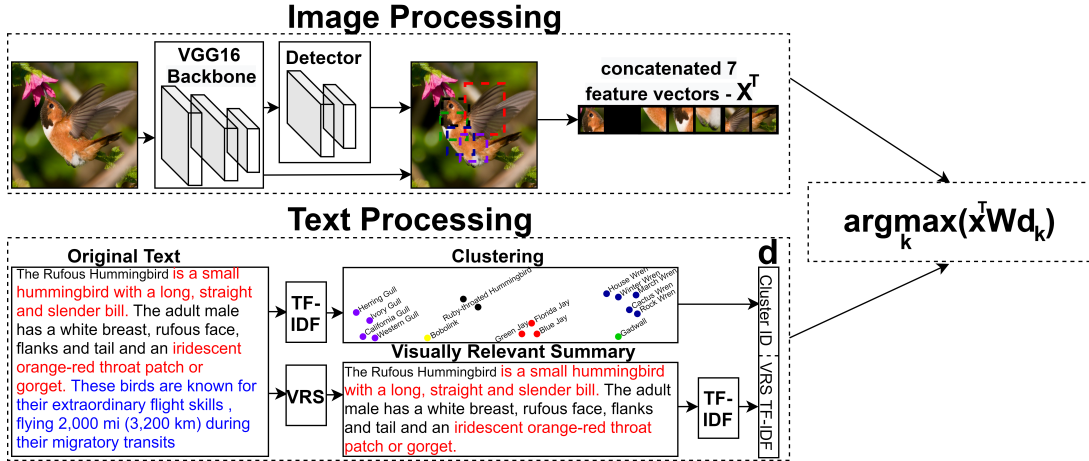 Image Processing
VGG16
Backbone
Detector
concatenated 7
feature vectors - X^T
argmax(x^T Wd_k)
k
Text Processing
Original Text
The Rufous Hummingbird is a small
hummingbird with a long, straight
and slender bill. The adult male
has a white breast, rufous face,
flanks and tail and an iridescent
orange-red throat patch or
gorget. These birds are known for
their extraordinary flight skills ,
flying 2,000 mi (3,200 km) during
their migratory transits
TF-
IDF
VRS
Clustering
Herring Gull
Ivory Gull
California Gull
Western Gull
Bobolink
Ruby-throated Hummingbird
Green Jay
Florida Jay
Blue Jay
House Wren
Winter Wren
Marsh Wren
Cactus Wren
Rock Wren
Gadwall
Visually Relevant Summary
The Rufous Hummingbird is a small hummingbird
with a long, straight and slender bill. The adult
male has a white breast, rufous face, flanks
and tail and an iridescent orange-red throat
patch or gorget.
TF-
IDF
d
Cluster ID
VRS TF-IDF